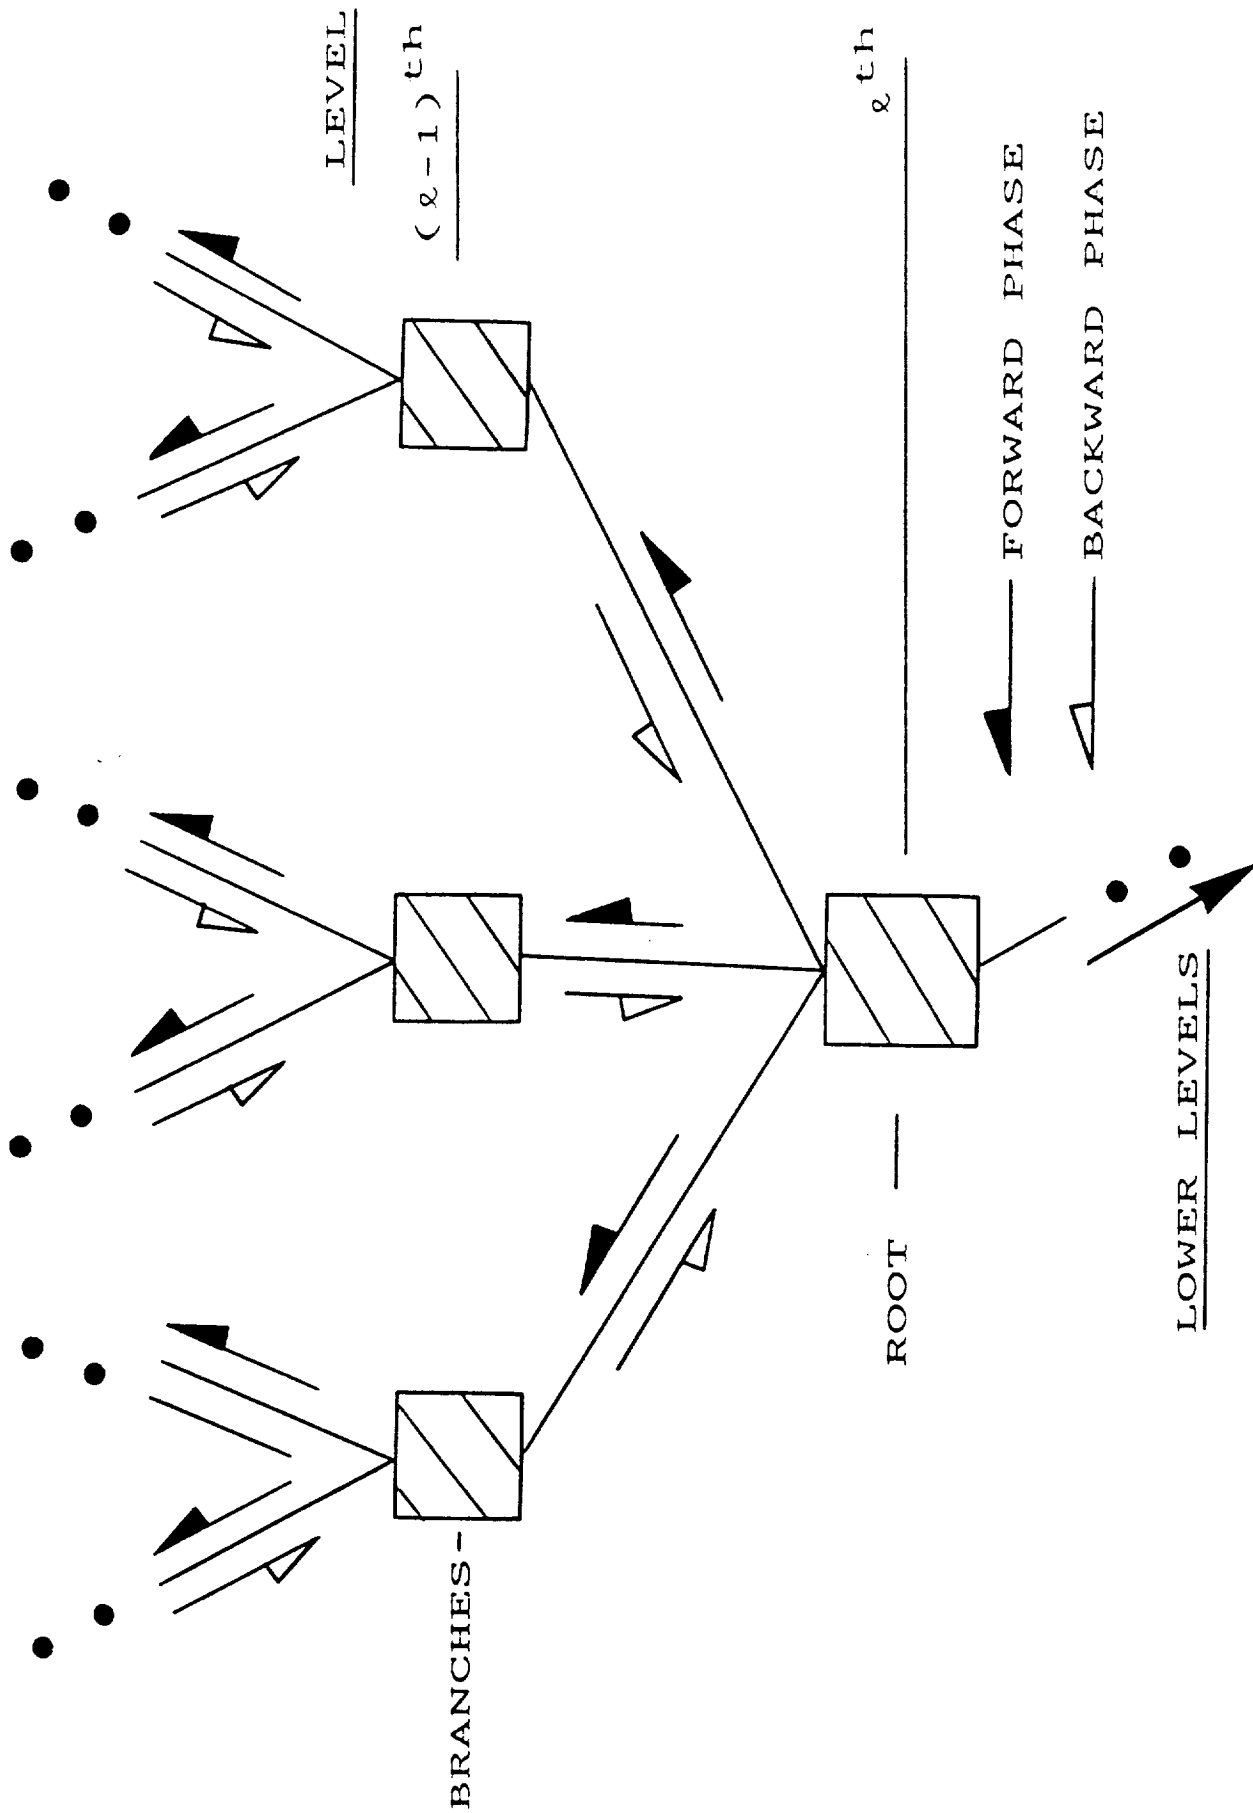 LEVEL
(ℓ-1)th
BRANCHES
ℓth
ROOT
FORWARD PHASE
BACKWARD PHASE
LOWER LEVELS